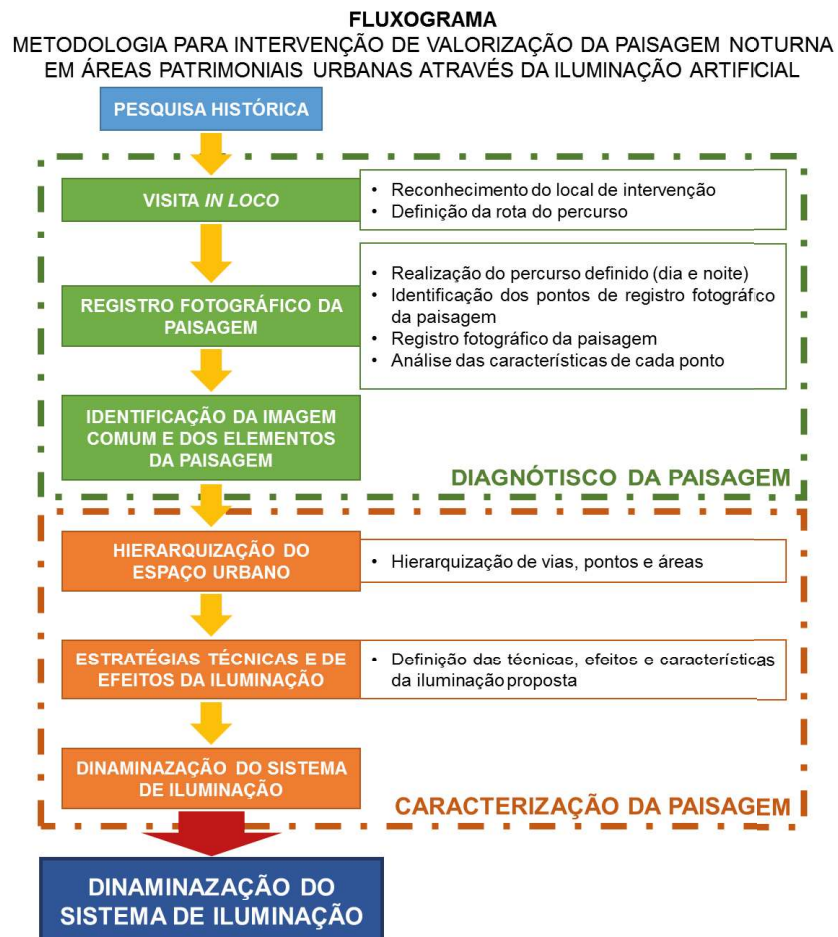 FLUXOGRAMA
METODOLOGIA PARA INTERVENÇÃO DE VALORIZAÇÃO DA PAISAGEM NOTURNA
EM ÁREAS PATRIMONIAIS URBANAS ATRAVÉS DA ILUMINAÇÃO ARTIFICIAL
PESQUISA HISTÓRICA
VISITA IN LOCO
• Reconhecimento do local de intervenção
• Definição da rota do percurso
REGISTRO FOTOGRÁFICO DA
PAISAGEM
• Realização do percurso definido (dia e noite)
• Identificação dos pontos de registro fotográfico
da paisagem
• Registro fotográfico da paisagem
• Análise das características de cada ponto
IDENTIFICAÇÃO DA IMAGEM
COMUM E DOS ELEMENTOS
DA PAISAGEM
DIAGNÓTISCO DA PAISAGEM
HIERARQUIZAÇÃO DO
ESPAÇO URBANO
• Hierarquização de vias, pontos e áreas
ESTRATÉGIAS TÉCNICAS E DE
EFEITOS DA ILUMINAÇÃO
• Definição das técnicas, efeitos e características
da iluminação proposta
DINAMINAZAÇÃO DO SISTEMA
DE ILUMINAÇÃO
CARACTERIZAÇÃO DA PAISAGEM
DINAMINAZAÇÃO DO
SISTEMA DE ILUMINAÇÃO